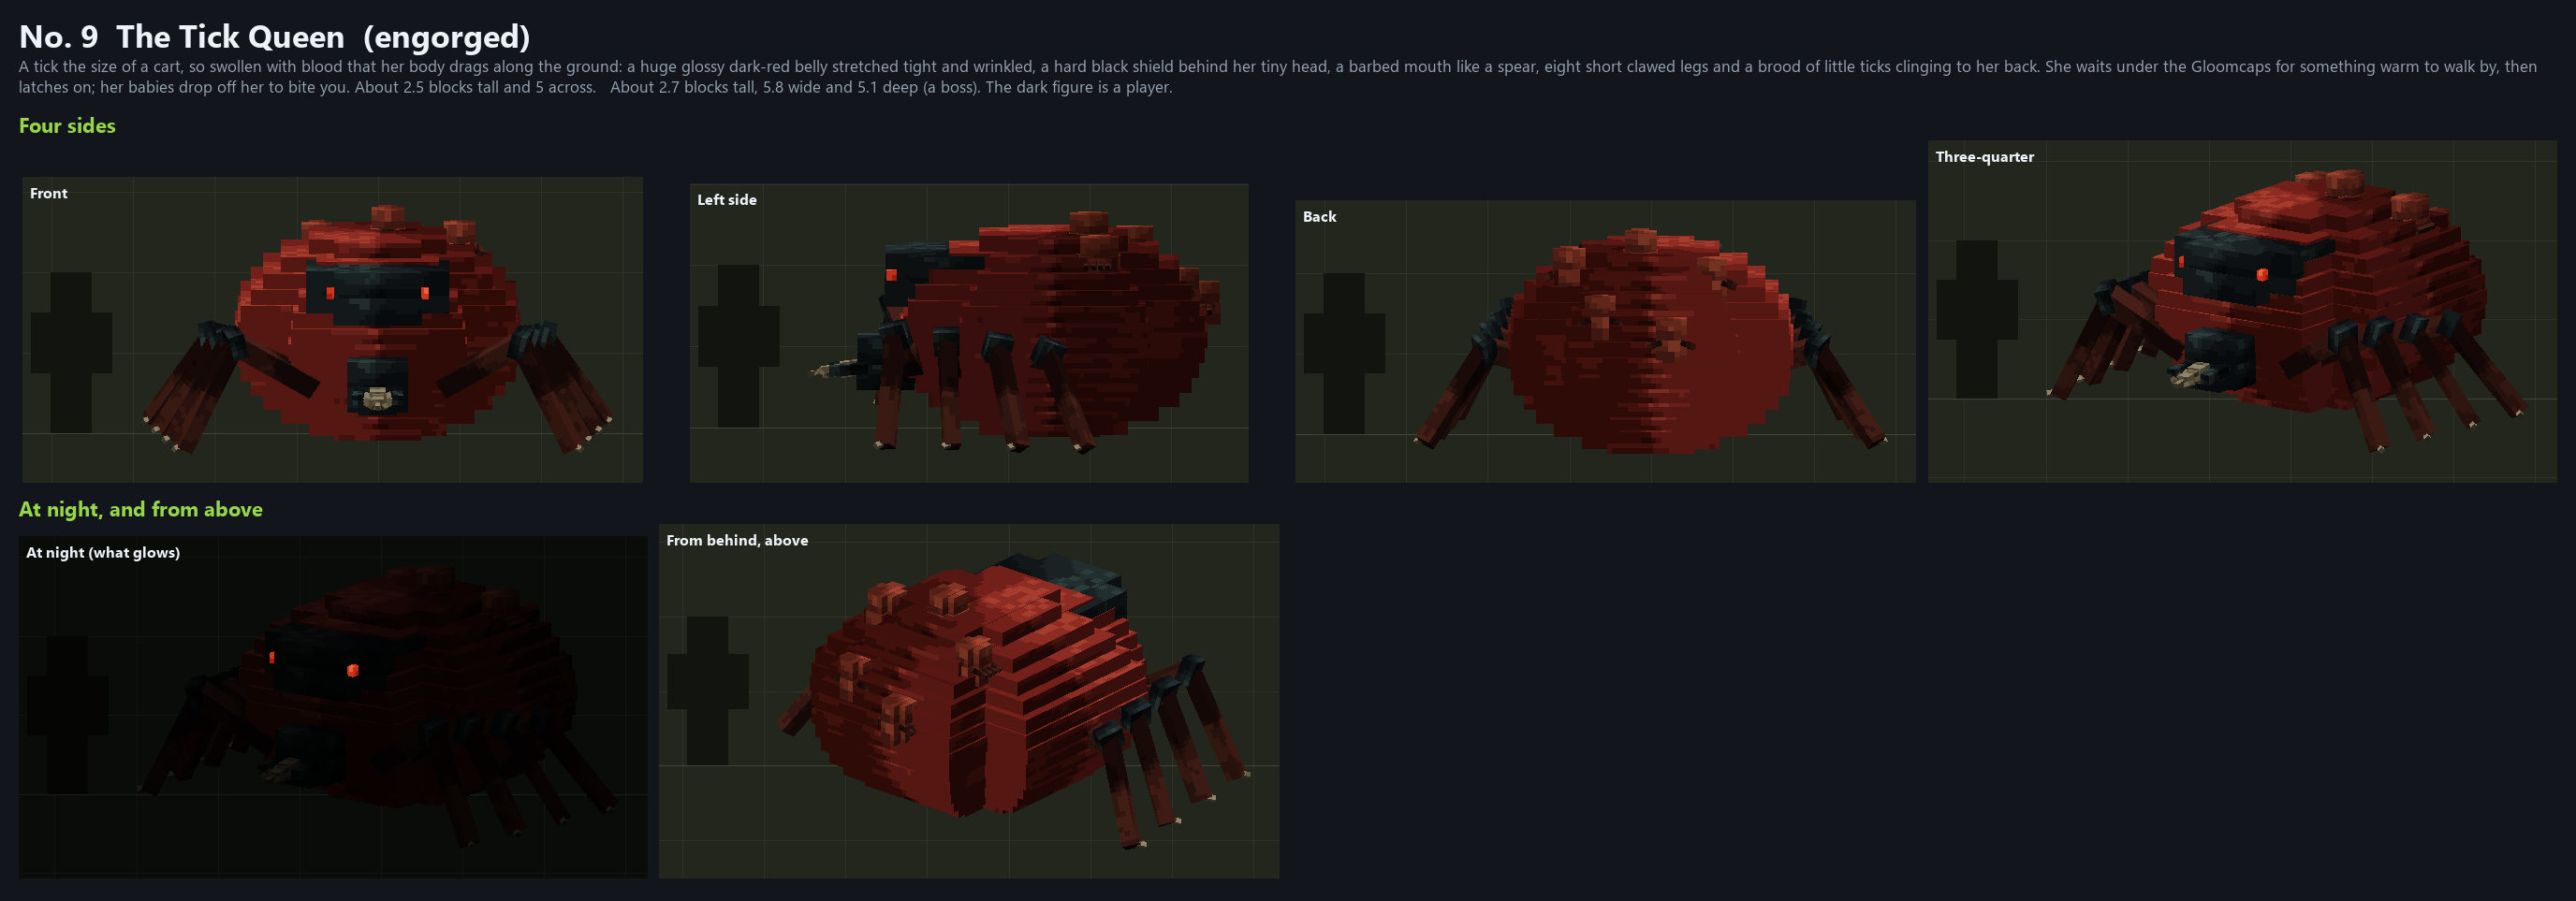 No. 9  The Tick Queen  (engorged)
A tick the size of a cart, so swollen with blood that her body drags along the ground: a huge glossy dark-red belly stretched tight and wrinkled, a hard black shield behind her tiny head, a barbed mouth like a spear, eight short clawed legs and a brood of little ticks clinging to her back. She waits under the Gloomcaps for something warm to walk by, then
latches on; her babies drop off her to bite you. About 2.5 blocks tall and 5 across.   About 2.7 blocks tall, 5.8 wide and 5.1 deep (a boss). The dark figure is a player.
Four sides
Front
Left side
Back
Three-quarter
At night, and from above
At night (what glows)
From behind, above